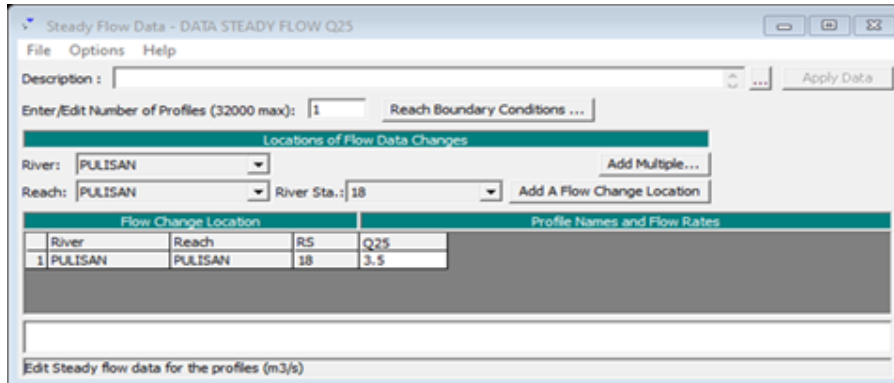 Steady Flow Data - DATA STEADY FLOW Q25
File Options Help
Description : ... Apply Data
Enter/Edit Number of Profiles (32000 max): 1 Reach Boundary Conditions ...
Locations of Flow Data Changes
River: PULISAN Add Multiple...
Reach: PULISAN River Sta.: 18 Add A Flow Change Location
Flow Change Location Profile Names and Flow Rates
River Reach RS Q25
1 PULISAN PULISAN 18 3.5
Edit Steady flow data for the profiles (m3/s)